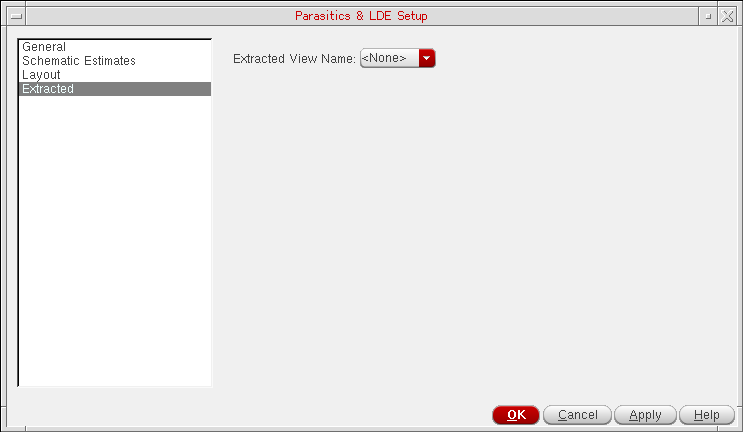 Parasitics & LDE Setup
General
Schematic Estimates
Layout
Extracted
Extracted View Name: <None>
OK
Cancel
Apply
Help